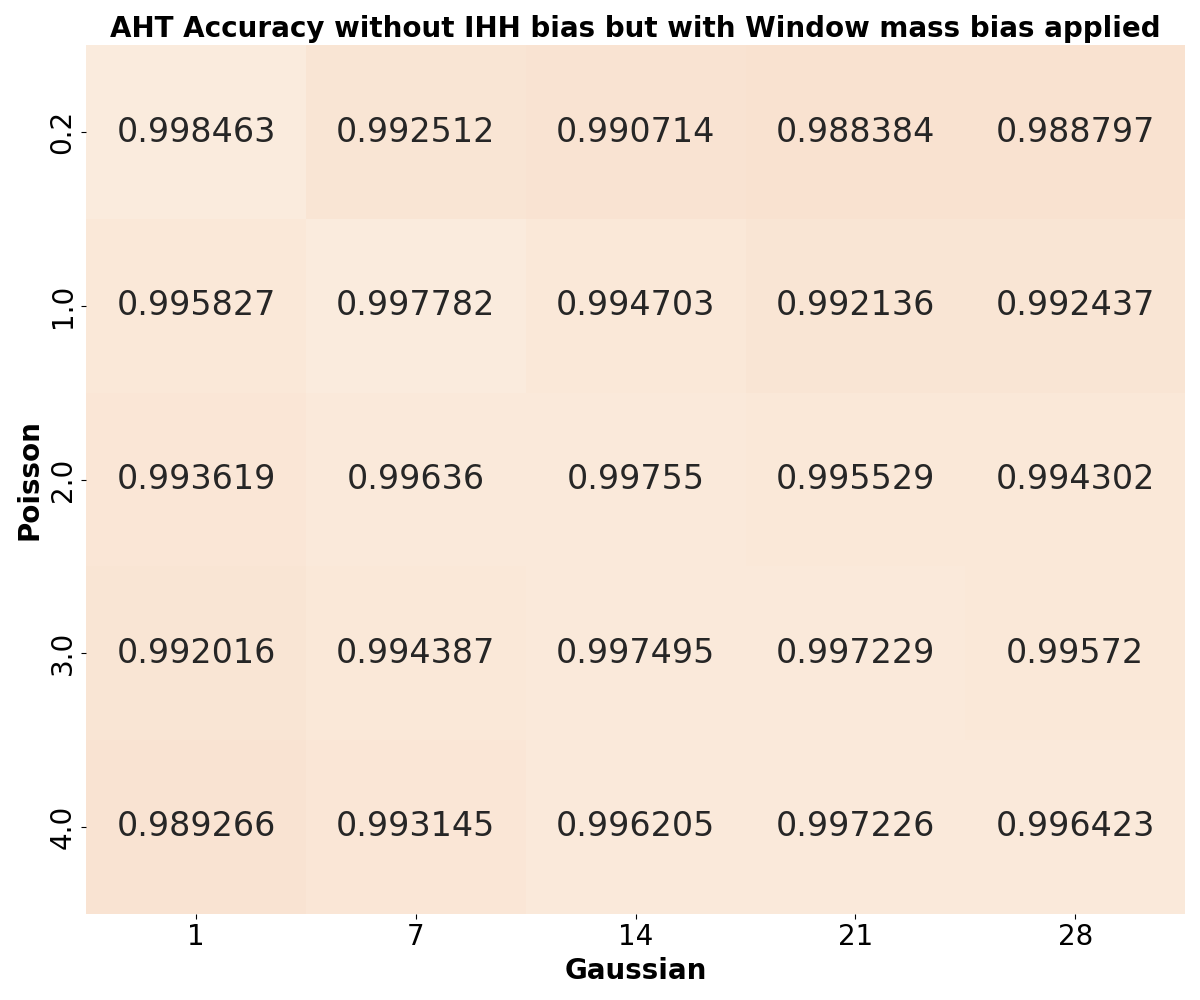 AHT Accuracy without IHH bias but with Window mass bias applied
0.2 0.998463 0.992512 0.990714 0.988384 0.988797
1.0 0.995827 0.997782 0.994703 0.992136 0.992437
2.0 0.993619 0.99636 0.99755 0.995529 0.994302
3.0 0.992016 0.994387 0.997495 0.997229 0.99572
4.0 0.989266 0.993145 0.996205 0.997226 0.996423
Poisson
1 7 14 21 28
Gaussian